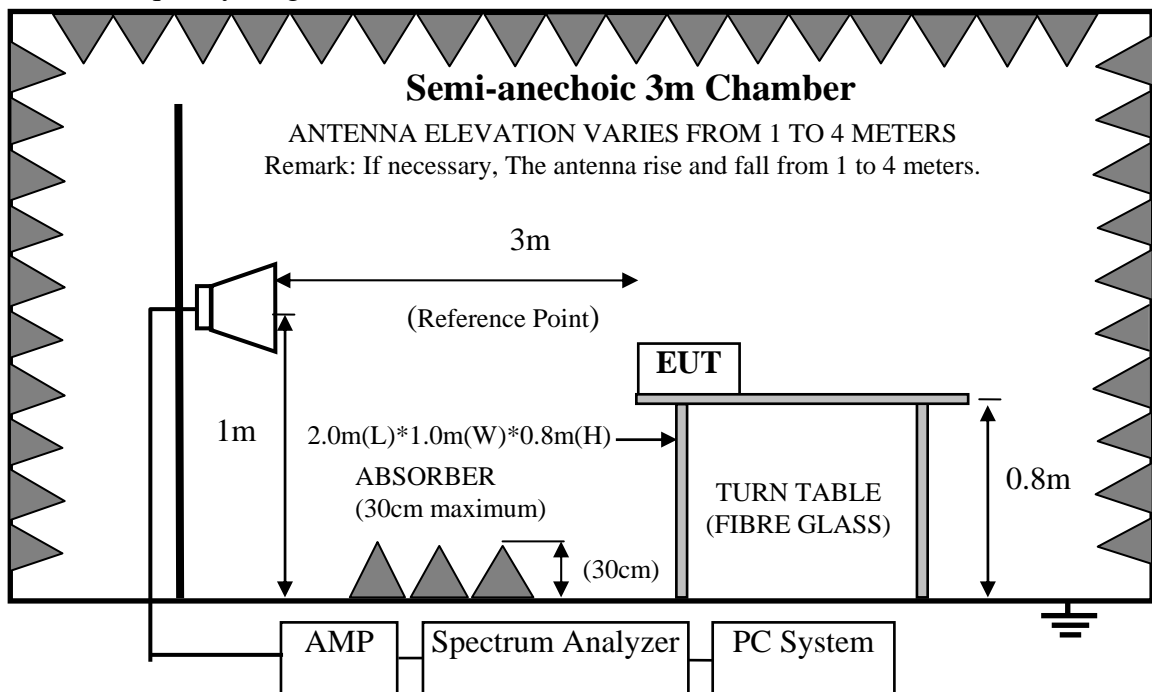 Semi-anechoic 3m Chamber
ANTENNA ELEVATION VARIES FROM 1 TO 4 METERS
Remark: If necessary, The antenna rise and fall from 1 to 4 meters.
3m
(Reference Point)
EUT
1m
2.0m(L)*1.0m(W)*0.8m(H)
ABSORBER
(30cm maximum)
TURN TABLE
(FIBRE GLASS)
0.8m
(30cm)
AMP
Spectrum Analyzer
PC System